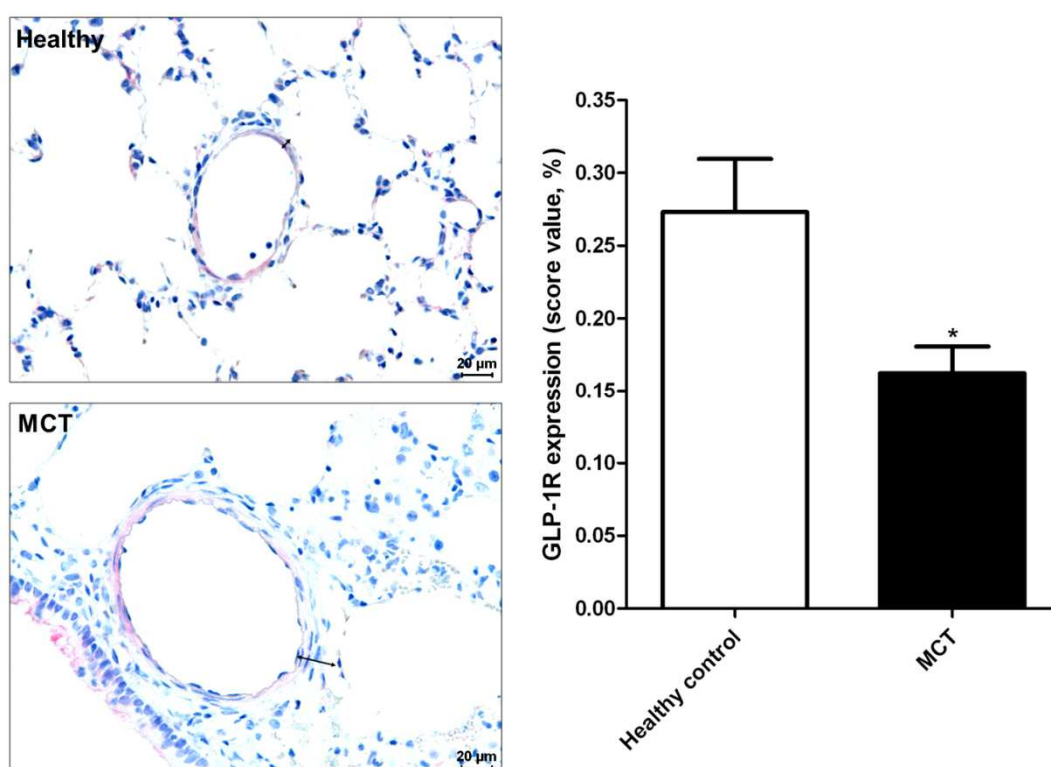 Healthy
20 µm
MCT
20 µm
GLP-1R expression (score value, %)
0.35
0.30
0.25
0.20
0.15
0.10
0.05
0.00
*
Healthy control
MCT